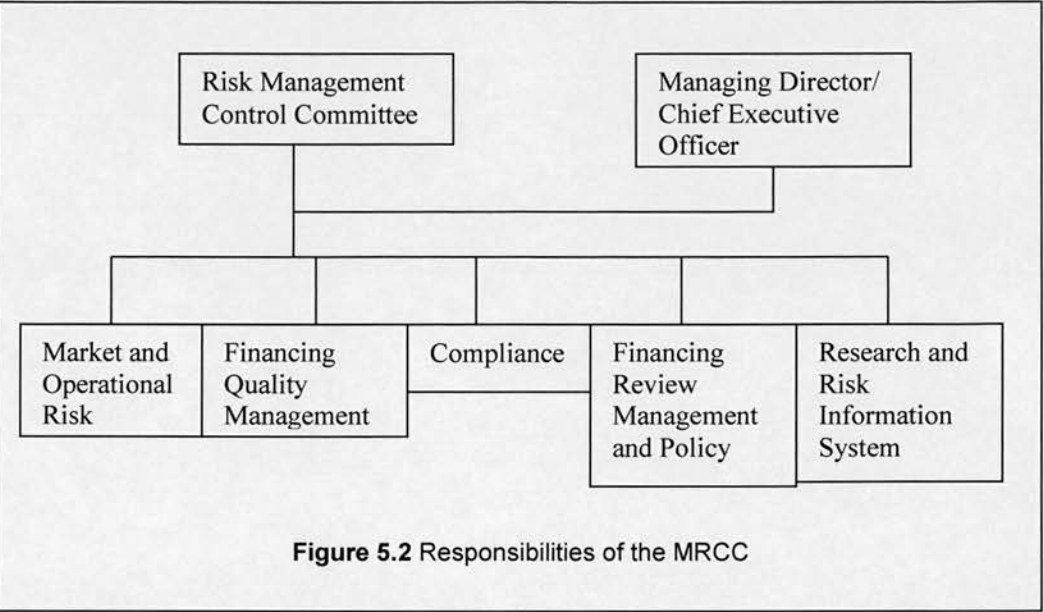 Risk Management
Control Committee
Managing Director/
Chief Executive
Officer
Market and
Operational
Risk
Financing
Quality
Management
Compliance
Financing
Review
Management
and Policy
Research and
Risk
Information
System
Figure 5.2 Responsibilities of the MRCC